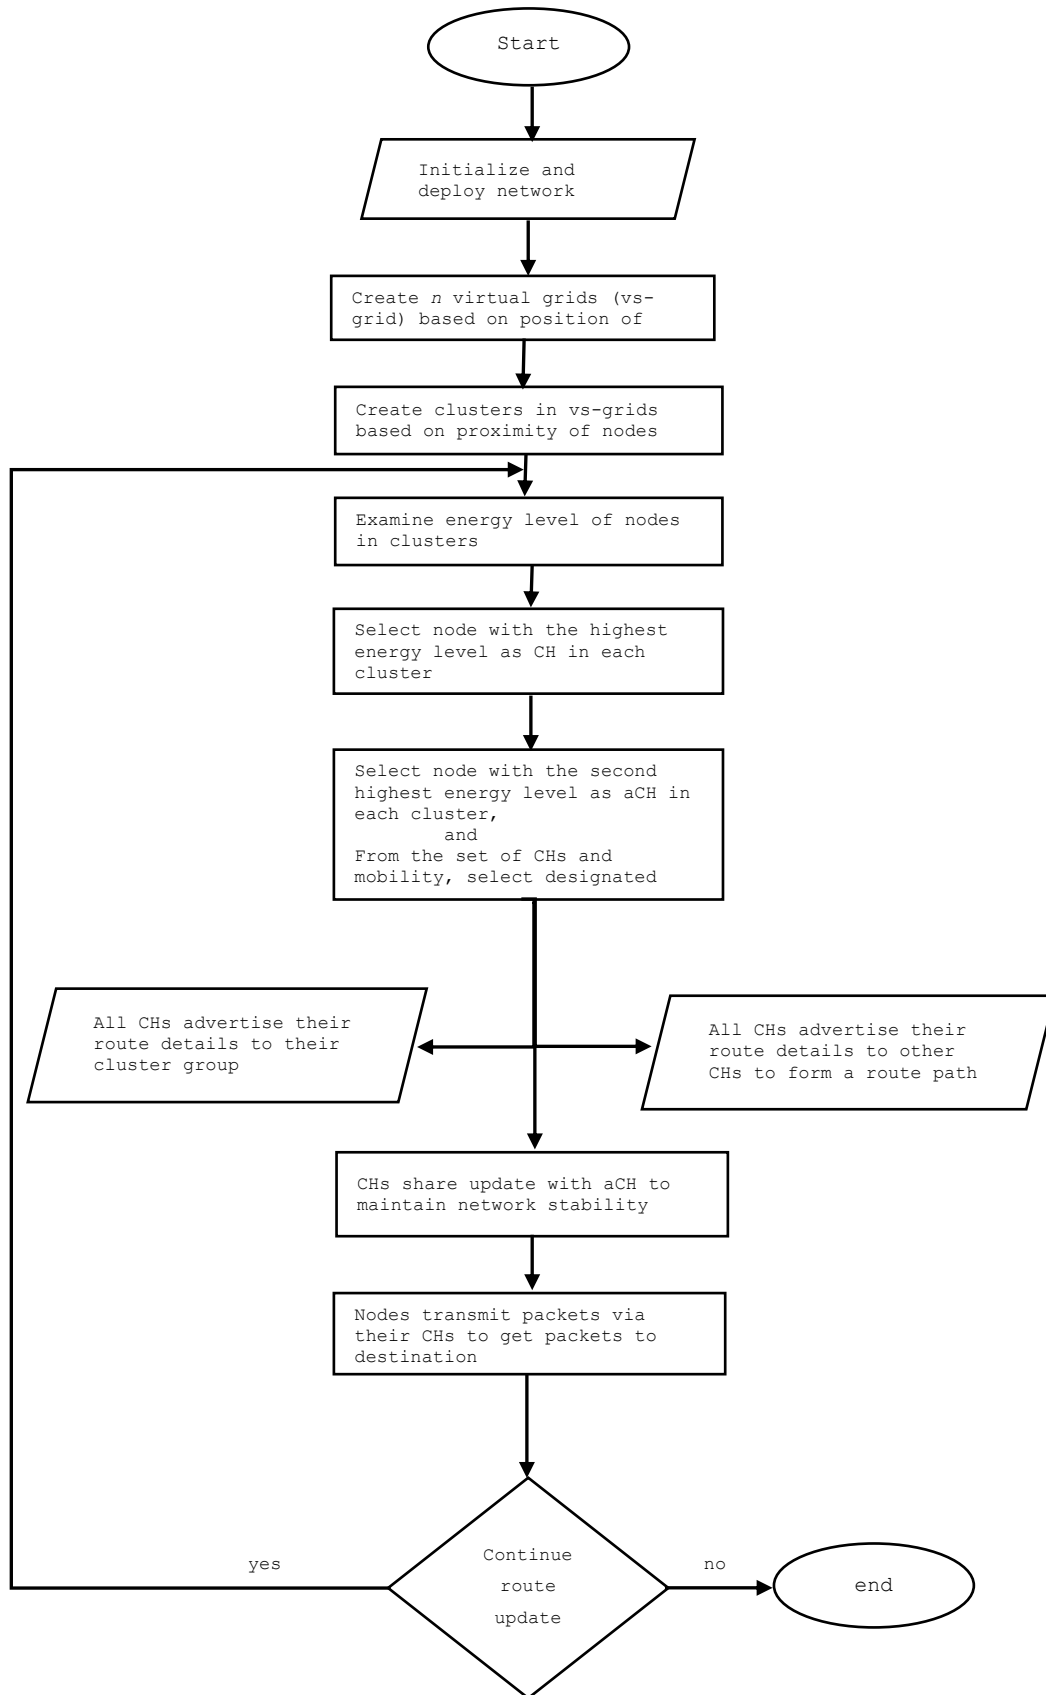 Start
Initialize and
deploy network
Create n virtual grids (vs-
grid) based on position of
Create clusters in vs-grids
based on proximity of nodes
Examine energy level of nodes
in clusters
Select node with the highest
energy level as CH in each
cluster
Select node with the second
highest energy level as aCH in
each cluster,
and
From the set of CHs and
mobility, select designated
All CHs advertise their
route details to their
cluster group
All CHs advertise their
route details to other
CHs to form a route path
CHs share update with aCH to
maintain network stability
Nodes transmit packets via
their CHs to get packets to
destination
Continue
route
update
yes
no
end